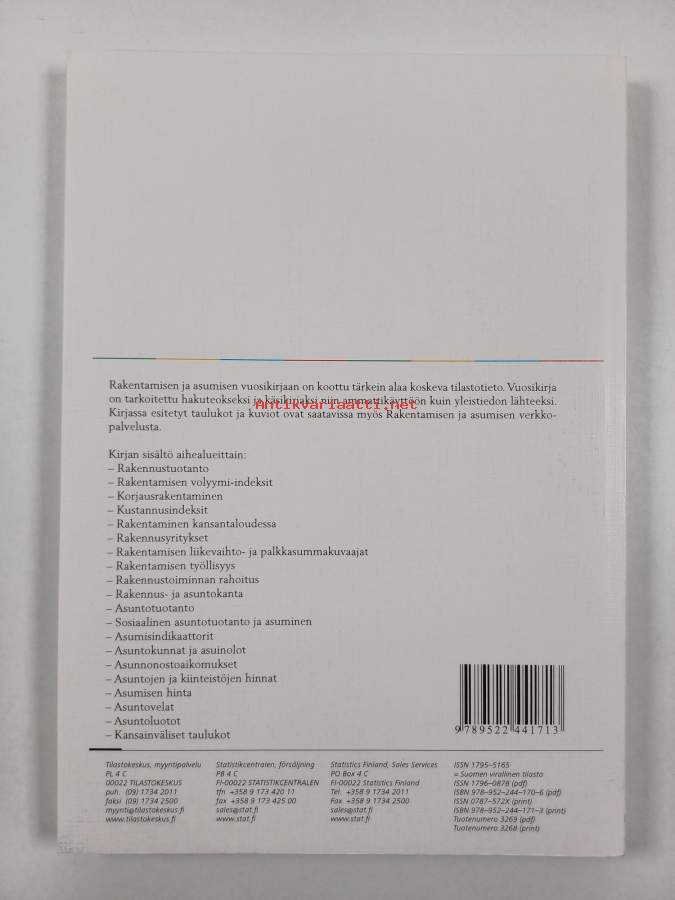 Rakentamisen ja asumisen vuosikirjaan on koottu tärkein alaa koskeva tilastotieto. Vuosikirja
on tarkoitettu hakuteokseksi ja käsikirjaksi niin ammattikäyttöön kuin yleistiedon lähteeksi.
Antikvariaatti.net
Kirjassa esitetyt taulukot ja kuviot ovat saatavissa myös Rakentamisen ja asumisen verkko-
palvelusta.
Kirjan sisältö aihealueittain:
– Rakennustuotanto
– Rakentamisen volyymi-indeksit
– Korjausrakentaminen
– Kustannusindeksit
– Rakentaminen kansantaloudessa
– Rakennusyritykset
– Rakentamisen liikevaihto- ja palkkasummakuvaajat
– Rakentamisen työllisyys
– Rakennustoiminnan rahoitus
– Rakennus- ja asuntokanta
– Asuntotuotanto
– Sosiaalinen asuntotuotanto ja asuminen
– Asumisindikaattorit
– Asuntokunnat ja asuinolot
– Asunnonostoaikomukset
– Asuntojen ja kiinteistöjen hinnat
– Asumisen hinta
– Asuntovelat
– Asuntoluotot
– Kansainväliset taulukot
9 789522 441713
Tilastokeskus, myyntipalvelu
PL 4 C
00022 TILASTOKESKUS
puh. (09) 1734 2011
faksi (09) 1734 2500
myynti@tilastokeskus.fi
www.tilastokeskus.fi
Statistikcentralen, försäljning
PB 4 C
FI-00022 STATISTIKCENTRALEN
tfn +358 9 173 420 11
fax +358 9 173 425 00
sales@stat.fi
www.stat.fi
Statistics Finland, Sales Services
PO Box 4 C
FI-00022 Statistics Finland
Tel. +358 9 1734 2011
Fax +358 9 1734 2500
sales@stat.fi
www.stat.fi
ISSN 1795–5165
= Suomen virallinen tilasto
ISSN 1796–0878 (pdf)
ISBN 978–952–244–170–6 (pdf)
ISSN 0787–572X (print)
ISBN 978–952–244–171–3 (print)
Tuotenumero 3269 (pdf)
Tuotenumero 3268 (print)